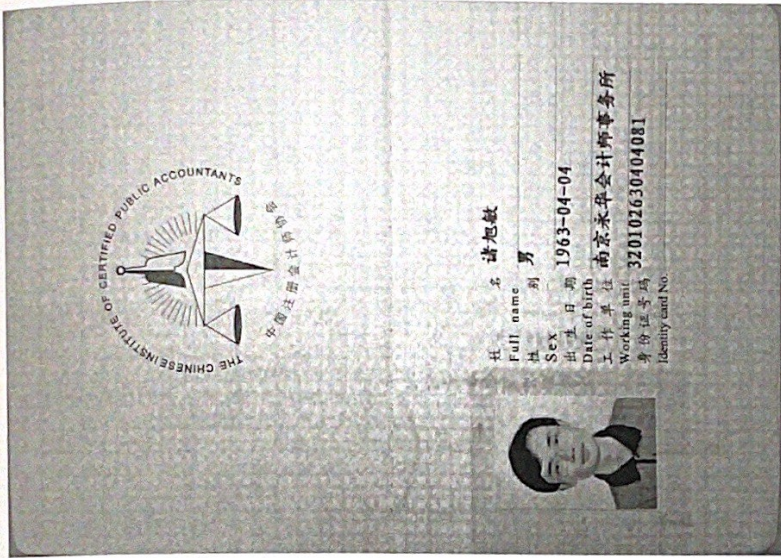 THE CHINESE INSTITUTE OF CERTIFIED PUBLIC ACCOUNTANTS
中国注册会计师协会
姓 名 诸旭敏
Full name
性 别 男
Sex
出 生 日 期 1963-04-04
Date of birth
工 作 单 位 南京永华会计师事务所
Working unit
身 份 证 号 码 320102630404081
Identity card No.